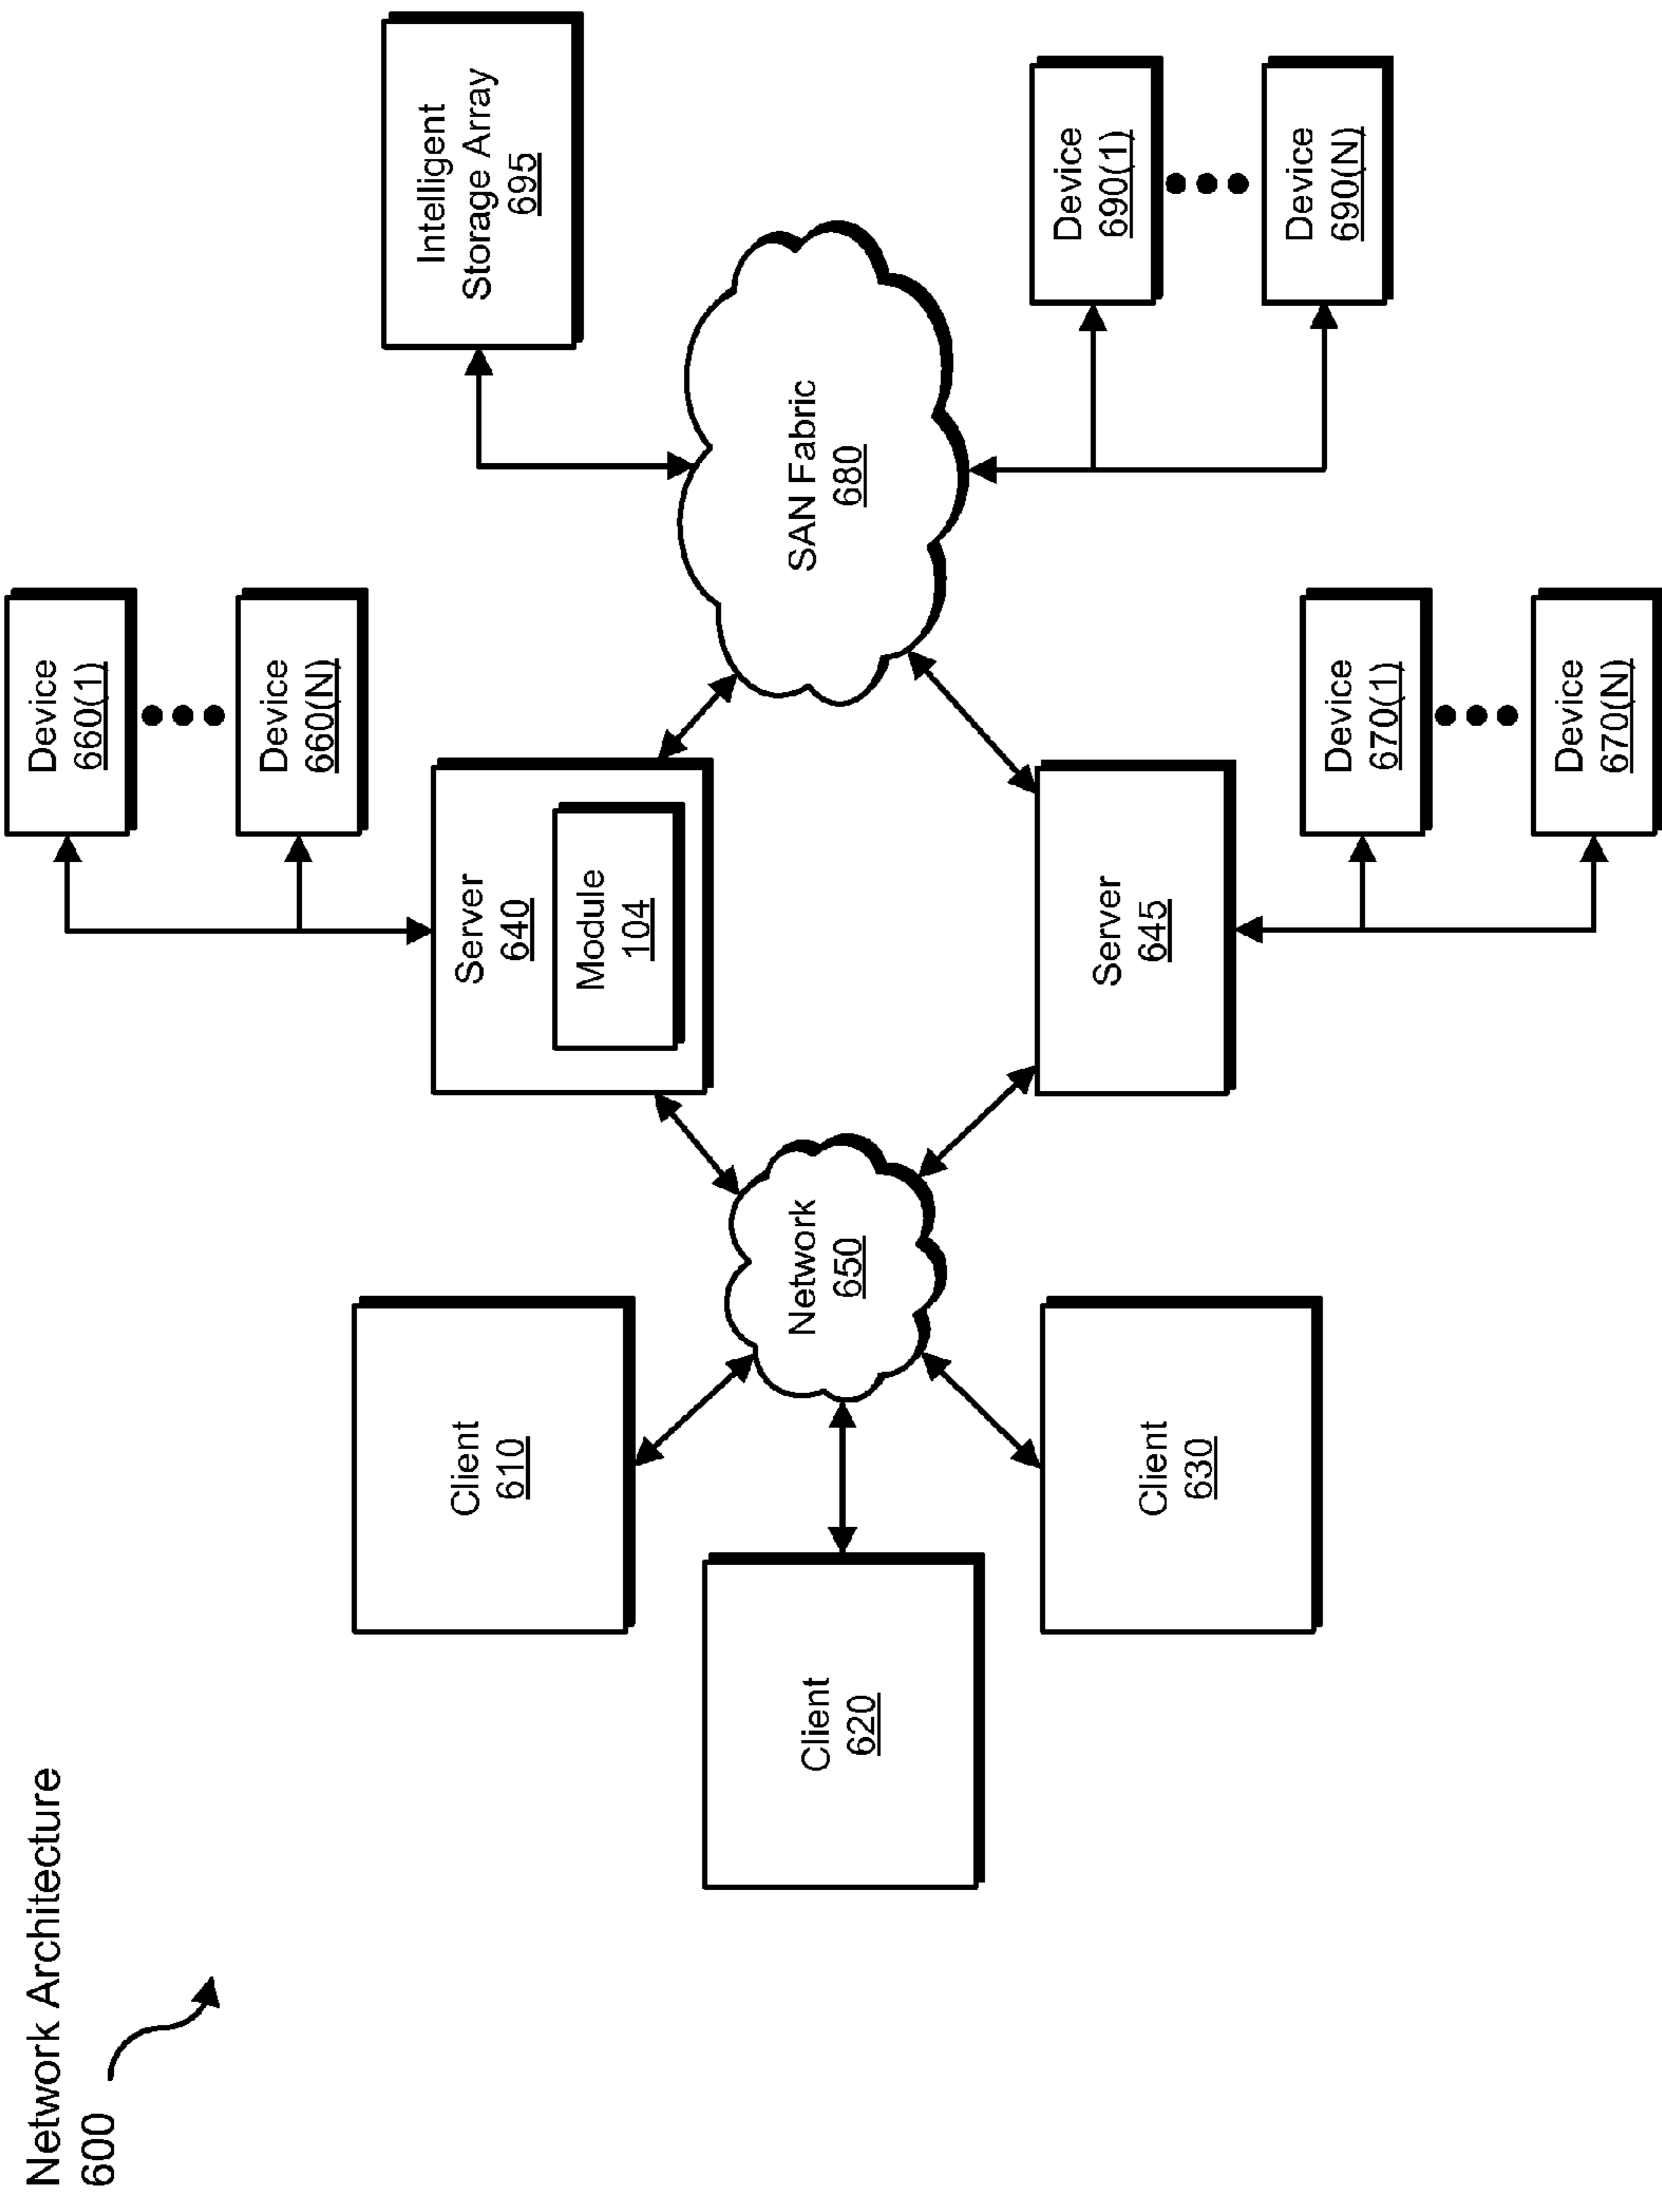 Network Architecture
600
Device
660(1)
Device
660(N)
Intelligent
Storage Array
695
Client
610
Server
640
Module
104
Client
620
Network
650
SAN Fabric
680
Client
630
Server
645
Device
690(1)
Device
690(N)
Device
670(1)
Device
670(N)